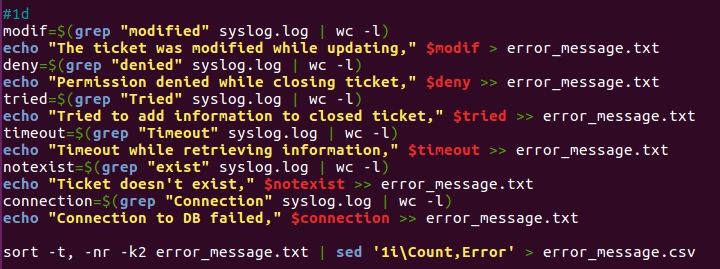 #1d
modif=$(grep "modified" syslog.log | wc -l)
echo "The ticket was modified while updating," $modif > error_message.txt
deny=$(grep "denied" syslog.log | wc -l)
echo "Permission denied while closing ticket," $deny >> error_message.txt
tried=$(grep "Tried" syslog.log | wc -l)
echo "Tried to add information to closed ticket," $tried >> error_message.txt
timeout=$(grep "Timeout" syslog.log | wc -l)
echo "Timeout while retrieving information," $timeout >> error_message.txt
notexist=$(grep "exist" syslog.log | wc -l)
echo "Ticket doesn't exist," $notexist >> error_message.txt
connection=$(grep "Connection" syslog.log | wc -l)
echo "Connection to DB failed," $connection >> error_message.txt
sort -t, -nr -k2 error_message.txt | sed '1i\Count,Error' > error_message.csv